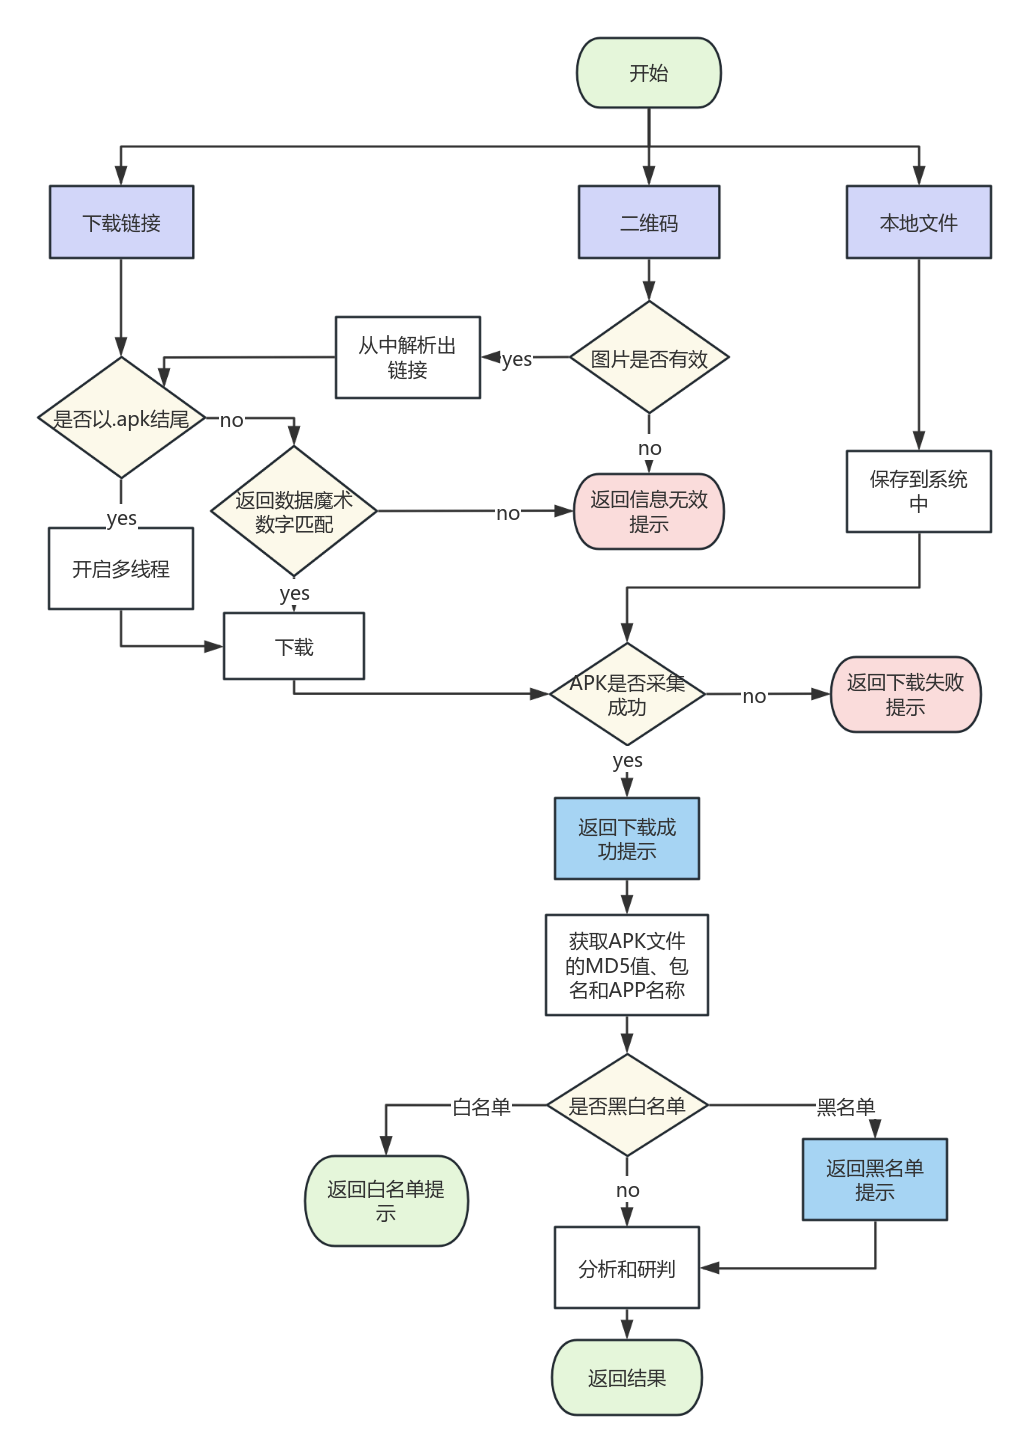 开始
下载链接
二维码
本地文件
从中解析出
链接
yes
图片是否有效
是否以.apk结尾
no
no
返回数据魔术
数字匹配
no
返回信息无效
提示
保存到系统
中
yes
开启多线程
yes
下载
APK是否采集
成功
no
返回下载失败
提示
yes
返回下载成
功提示
获取APK文件
的MD5值、包
名和APP名称
白名单
是否黑白名单
黑名单
返回白名单提
示
no
返回黑名单
提示
分析和研判
返回结果